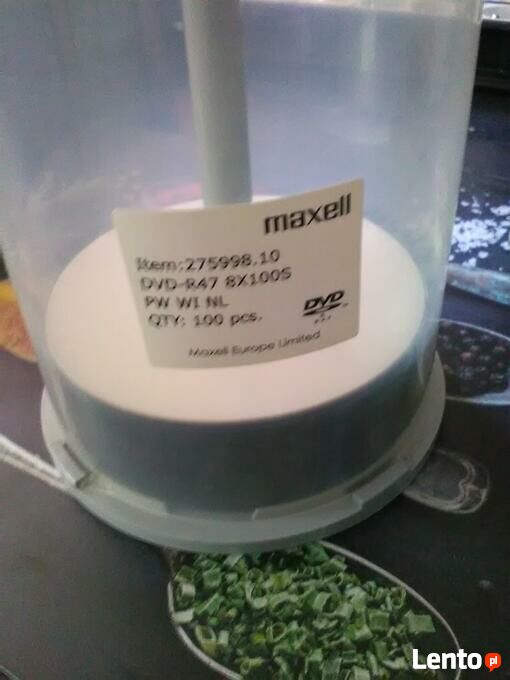 maxell
Item:275998.10
DVD-R47 8X100S
PW WI NL
QTY: 100 pcs.
DVD
Maxell Europe Limited
Lento.pl